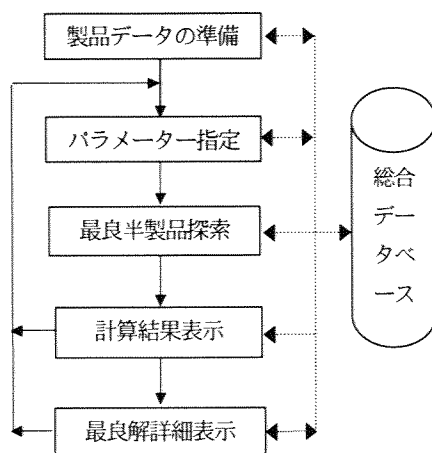 製品データの準備
パラメーター指定
最良半製品探索
計算結果表示
最良解詳細表示
総合
デー
タベ
ース